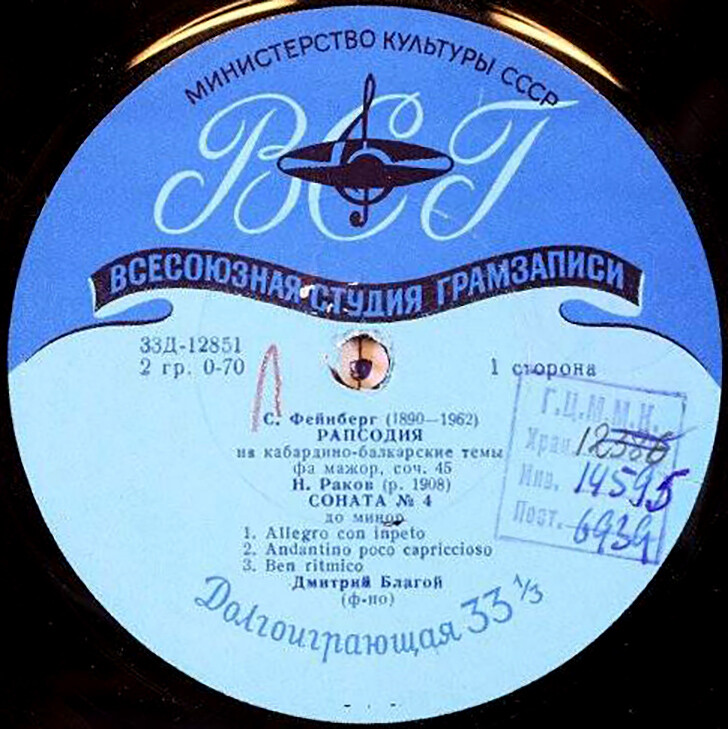 МИНИСТЕРСТВО КУЛЬТУРЫ СССР
ВСГ
ВСЕСОЮЗНАЯ СТУДИЯ ГРАМЗАПИСИ
33Д-12851
2 гр. 0-70
1 сторона
С. Фейнберг (1890—1962)
РАПСОДИЯ
на кабардино-балкарские темы
фа мажор, соч. 45
Н. Раков (р. 1908)
СОНАТА № 4
до минор
1. Allegro con inpeto
2. Andantino poco capriccioso
3. Ben ritmico
Дмитрий Благой
(ф-но)
Долгоиграющая 33 1/3
Г.Ц.М.М.К.
Хран. 12386
Инв. 14595
Пост. 6939